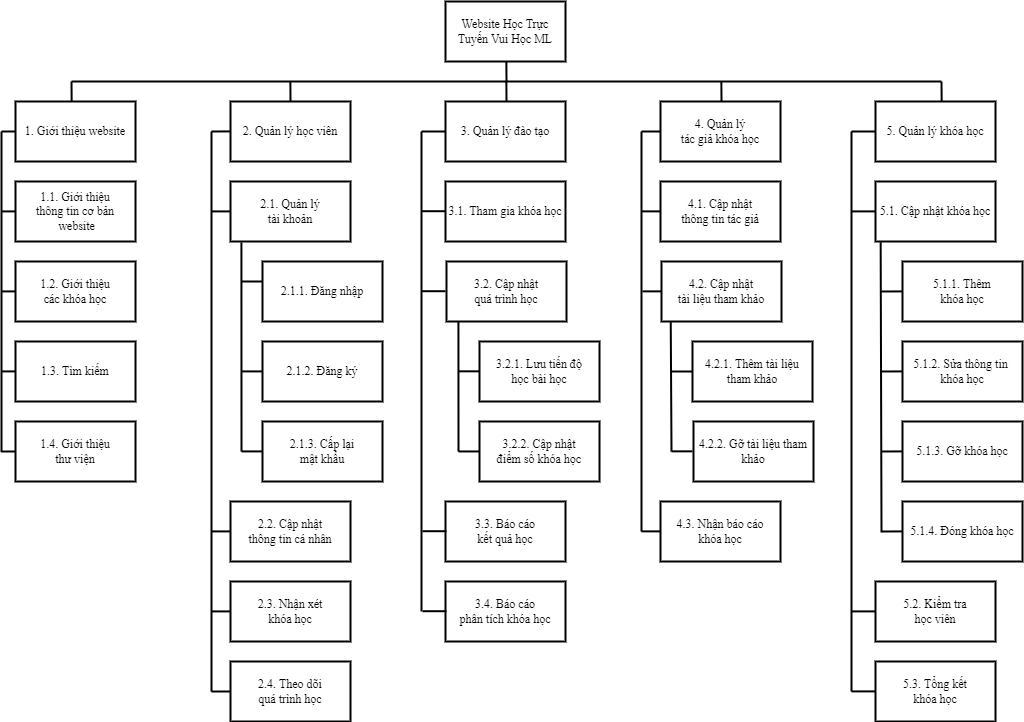 Website Học Trực
Tuyến Vui Học ML
1. Giới thiệu website
1.1. Giới thiệu
thông tin cơ bản
website
1.2. Giới thiệu
các khóa học
1.3. Tìm kiếm
1.4. Giới thiệu
thư viện
2. Quản lý học viên
2.1. Quản lý
tài khoản
2.1.1. Đăng nhập
2.1.2. Đăng ký
2.1.3. Cấp lại
mật khẩu
2.2. Cập nhật
thông tin cá nhân
2.3. Nhận xét
khóa học
2.4. Theo dõi
quá trình học
3. Quản lý đào tạo
3.1. Tham gia khóa học
3.2. Cập nhật
quá trình học
3.2.1. Lưu tiến độ
học bài học
3.2.2. Cập nhật
điểm số khóa học
3.3. Báo cáo
kết quả học
3.4. Báo cáo
phân tích khóa học
4. Quản lý
tác giả khóa học
4.1. Cập nhật
thông tin tác giả
4.2. Cập nhật
tài liệu tham khảo
4.2.1. Thêm tài liệu
tham khảo
4.2.2. Gỡ tài liệu tham
khảo
4.3. Nhận báo cáo
khóa học
5. Quản lý khóa học
5.1. Cập nhật khóa học
5.1.1. Thêm
khóa học
5.1.2. Sửa thông tin
khóa học
5.1.3. Gỡ khóa học
5.1.4. Đóng khóa học
5.2. Kiểm tra
học viên
5.3. Tổng kết
khóa học